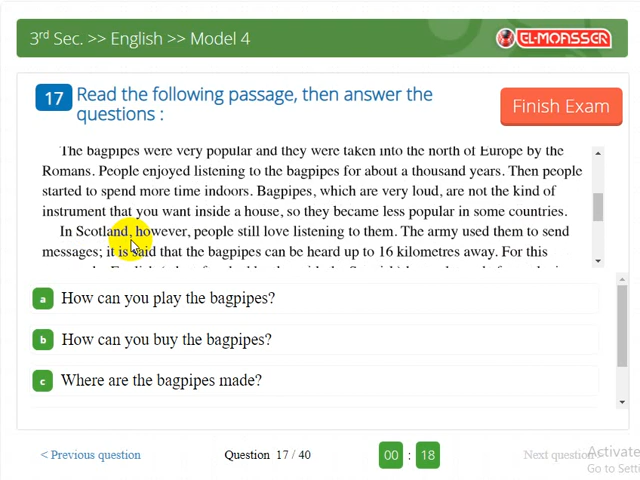 3rd Sec. >> English >> Model 4
EL-MOASSER
17
Read the following passage, then answer the
questions :
Finish Exam
The bagpipes were very popular and they were taken into the north of Europe by the
Romans. People enjoyed listening to the bagpipes for about a thousand years. Then people
started to spend more time indoors. Bagpipes, which are very loud, are not the kind of
instrument that you want inside a house, so they became less popular in some countries.
In Scotland, however, people still love listening to them. The army used them to send
messages; it is said that the bagpipes can be heard up to 16 kilometres away. For this
a How can you play the bagpipes?
b How can you buy the bagpipes?
c Where are the bagpipes made?
< Previous question
Question 17 / 40
00 : 18
Next question >
Activate
Go to Setti